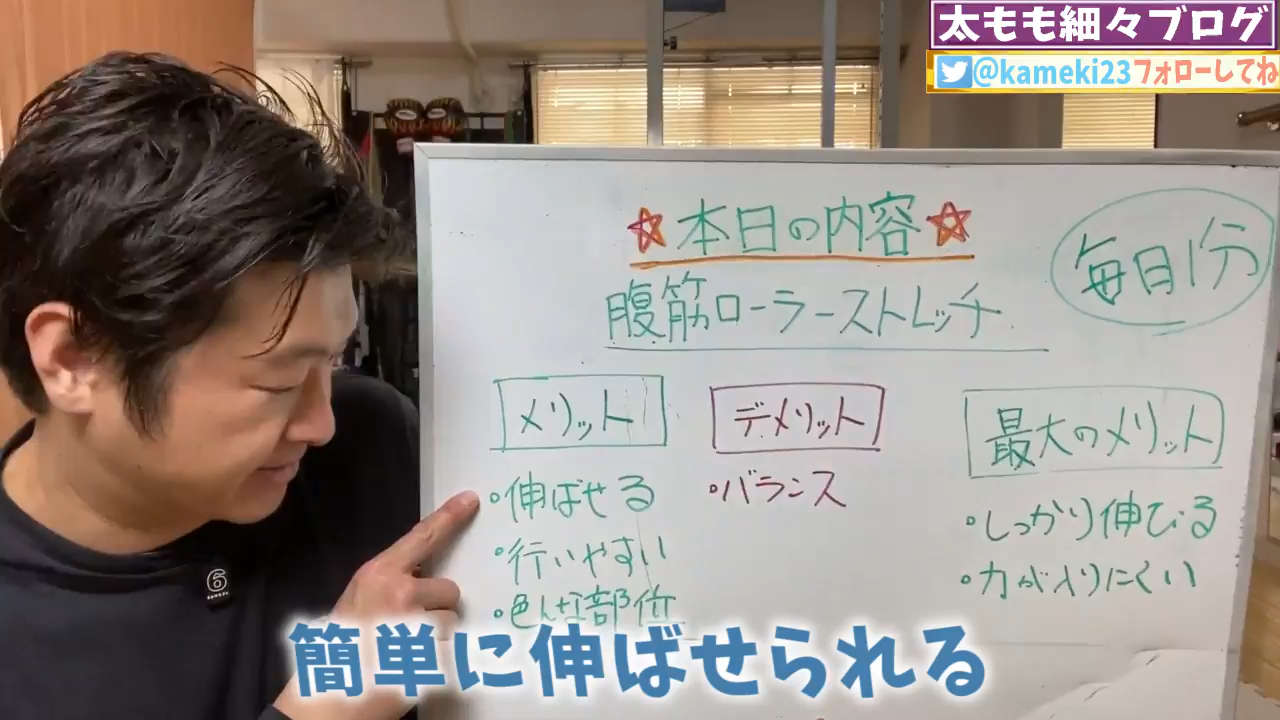 太もも細々ブログ
@kameki23フォローしてね
本日の内容
毎日1分
腹筋ローラーストレッチ
メリット
・伸ばせる
・行いやすい
・色んな部位
デメリット
・バランス
最大のメリット
・しっかり伸びる
・力が入りにくい
6
簡単に伸ばせられる